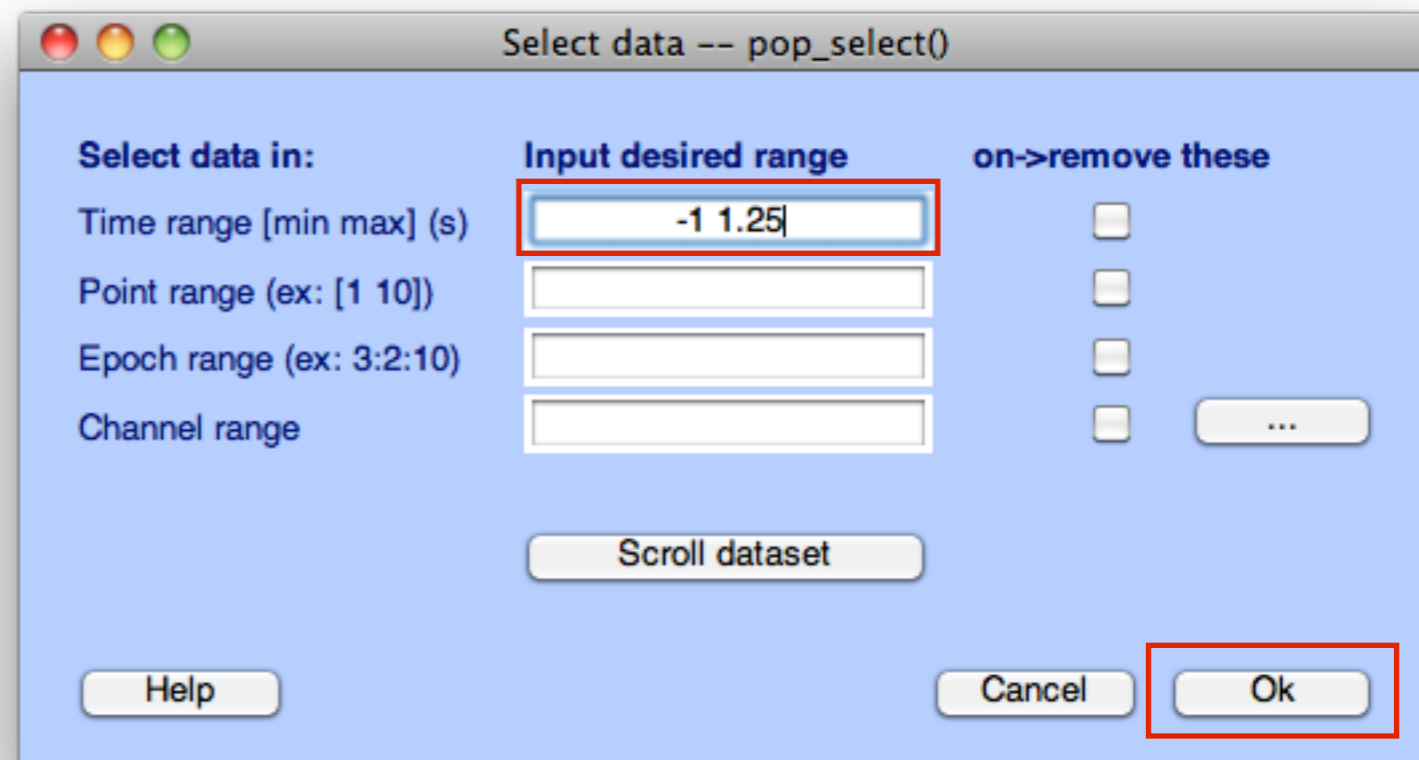 Select data -- pop_select()
Select data in: Input desired range on->remove these
Time range [min max] (s) -1 1.25
Point range (ex: [1 10])
Epoch range (ex: 3:2:10)
Channel range ...
Scroll dataset
Help Cancel Ok